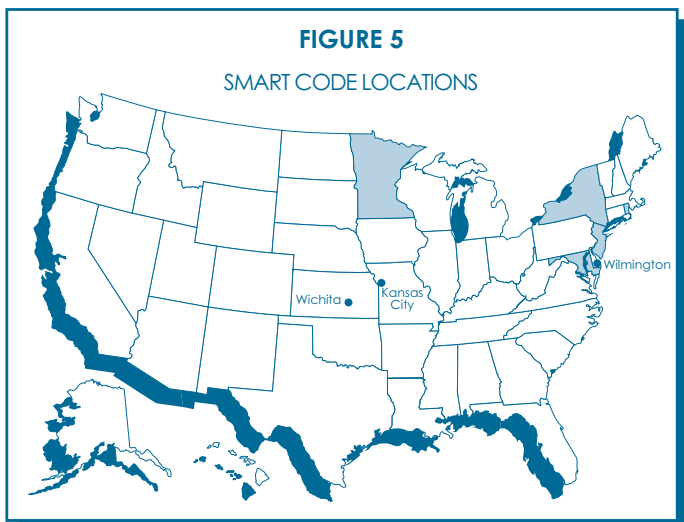 FIGURE 5
SMART CODE LOCATIONS
Wilmington
Wichita
Kansas
City